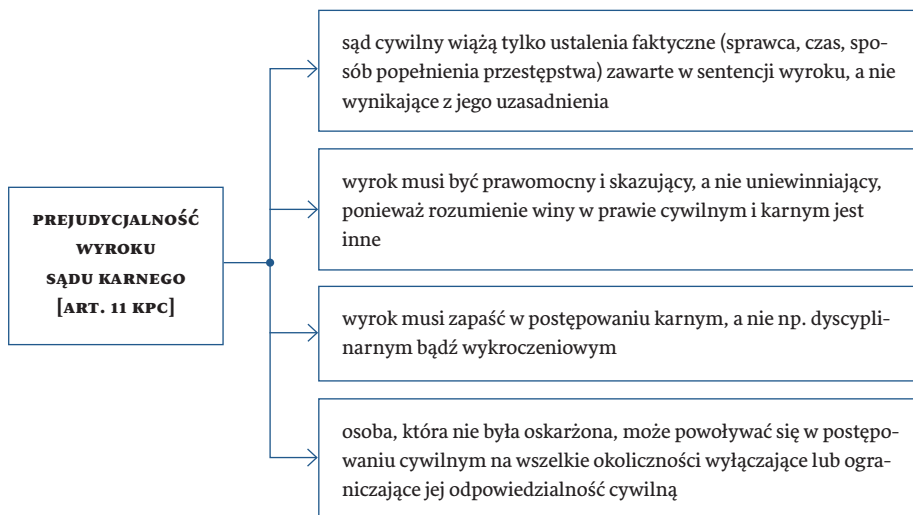 PREJUDYCJALNOŚĆ
WYROKU
SĄDU KARNEGO
[ART. 11 KPC]
sąd cywilny wiążą tylko ustalenia faktyczne (sprawca, czas, spo-
sób popełnienia przestępstwa) zawarte w sentencji wyroku, a nie
wynikające z jego uzasadnienia
wyrok musi być prawomocny i skazujący, a nie uniewinniający,
ponieważ rozumienie winy w prawie cywilnym i karnym jest
inne
wyrok musi zapaść w postępowaniu karnym, a nie np. dyscypli-
narnym bądź wykroczeniowym
osoba, która nie była oskarżona, może powoływać się w postępo-
waniu cywilnym na wszelkie okoliczności wyłączające lub ogra-
niczające jej odpowiedzialność cywilną